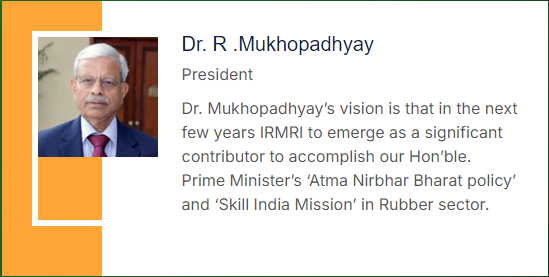 Dr. R .Mukhopadhyay
President
Dr. Mukhopadhyay's vision is that in the next
few years IRMRI to emerge as a significant
contributor to accomplish our Hon'ble.
Prime Minister's ‘Atma Nirbhar Bharat policy’
and ‘Skill India Mission’ in Rubber sector.